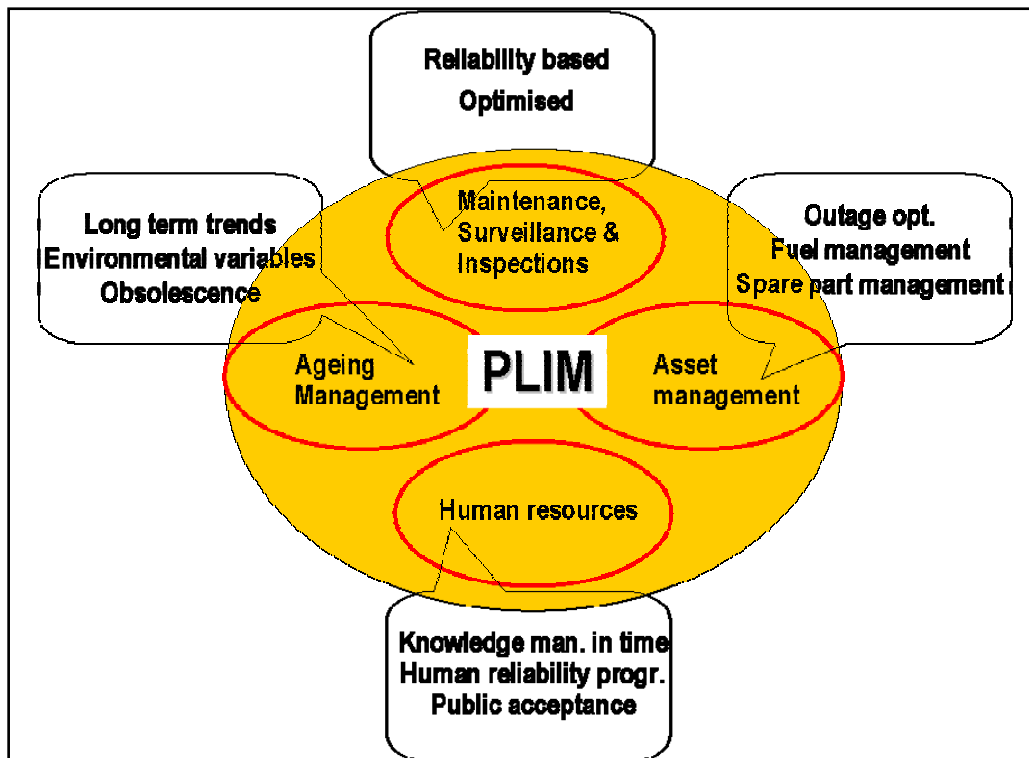 Reliability based
Optimised
Maintenance,
Surveillance &
Inspections
Long term trends
Environmental variables
Obsolescence
Outage opt.
Fuel management
Spare part management
Ageing
Management
PLIM
Asset
management
Human resources
Knowledge man. in time
Human reliability progr.
Public acceptance